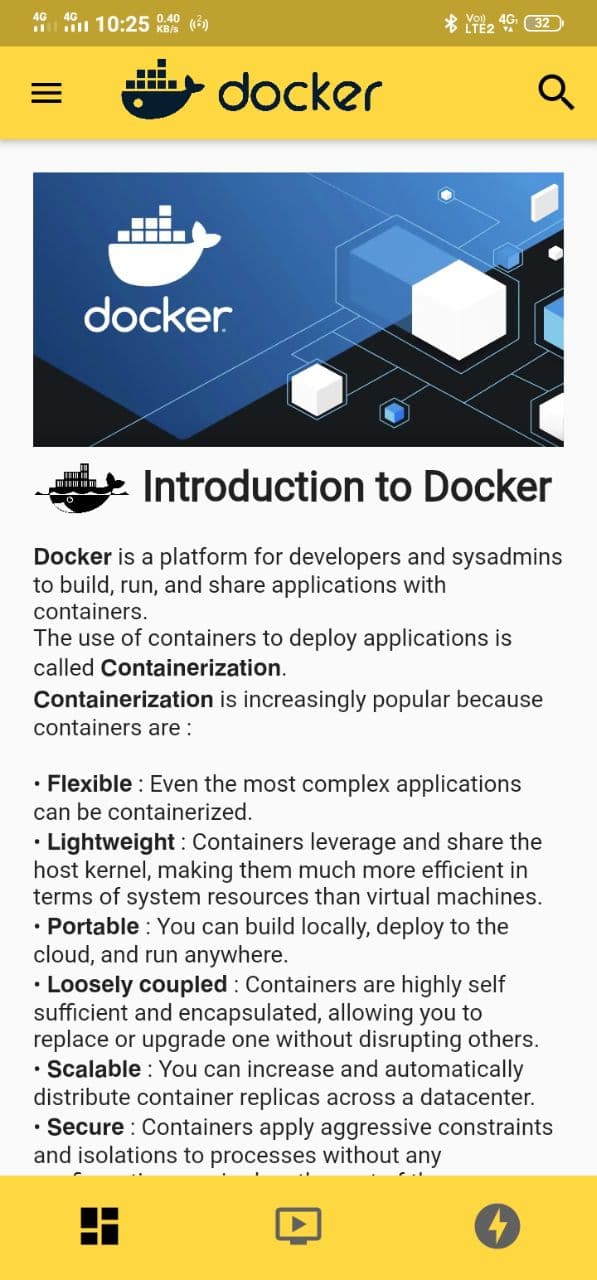 4G 4G 10:25 0.40 KB/s Vo)) LTE2 4G 32
docker
docker
Introduction to Docker
Docker is a platform for developers and sysadmins
to build, run, and share applications with
containers.
The use of containers to deploy applications is
called Containerization.
Containerization is increasingly popular because
containers are :
• Flexible : Even the most complex applications
can be containerized.
• Lightweight : Containers leverage and share the
host kernel, making them much more efficient in
terms of system resources than virtual machines.
• Portable : You can build locally, deploy to the
cloud, and run anywhere.
• Loosely coupled : Containers are highly self
sufficient and encapsulated, allowing you to
replace or upgrade one without disrupting others.
• Scalable : You can increase and automatically
distribute container replicas across a datacenter.
• Secure : Containers apply aggressive constraints
and isolations to processes without any